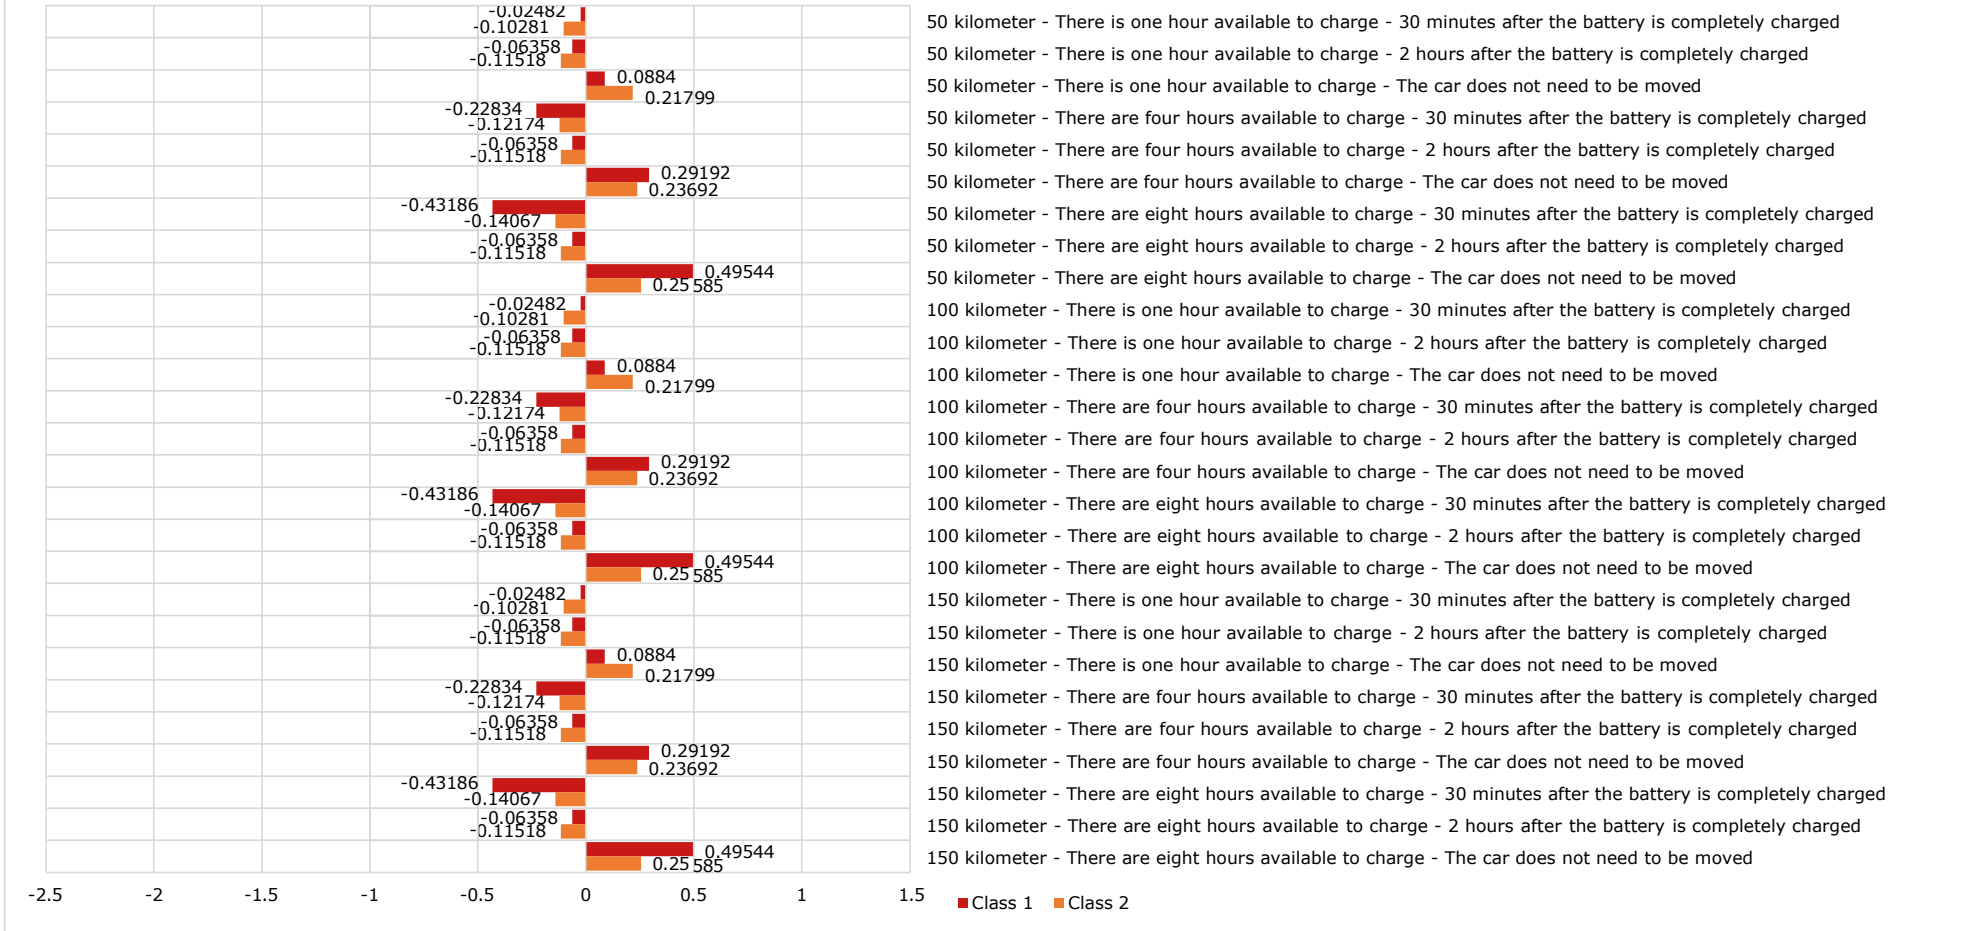 -0.02482 50 kilometer - There is one hour available to charge - 30 minutes after the battery is completely charged
-0.10281
-0.06358 50 kilometer - There is one hour available to charge - 2 hours after the battery is completely charged
-0.11518
0.0884 50 kilometer - There is one hour available to charge - The car does not need to be moved
0.21799
-0.22834 50 kilometer - There are four hours available to charge - 30 minutes after the battery is completely charged
-0.12174
-0.06358 50 kilometer - There are four hours available to charge - 2 hours after the battery is completely charged
-0.11518
0.29192 50 kilometer - There are four hours available to charge - The car does not need to be moved
0.23692
-0.43186 50 kilometer - There are eight hours available to charge - 30 minutes after the battery is completely charged
-0.14067
-0.06358 50 kilometer - There are eight hours available to charge - 2 hours after the battery is completely charged
-0.11518
0.49544 50 kilometer - There are eight hours available to charge - The car does not need to be moved
0.25585
-0.02482 100 kilometer - There is one hour available to charge - 30 minutes after the battery is completely charged
-0.10281
-0.06358 100 kilometer - There is one hour available to charge - 2 hours after the battery is completely charged
-0.11518
0.0884 100 kilometer - There is one hour available to charge - The car does not need to be moved
0.21799
-0.22834 100 kilometer - There are four hours available to charge - 30 minutes after the battery is completely charged
-0.12174
-0.06358 100 kilometer - There are four hours available to charge - 2 hours after the battery is completely charged
-0.11518
0.29192 100 kilometer - There are four hours available to charge - The car does not need to be moved
0.23692
-0.43186 100 kilometer - There are eight hours available to charge - 30 minutes after the battery is completely charged
-0.14067
-0.06358 100 kilometer - There are eight hours available to charge - 2 hours after the battery is completely charged
-0.11518
0.49544 100 kilometer - There are eight hours available to charge - The car does not need to be moved
0.25585
-0.02482 150 kilometer - There is one hour available to charge - 30 minutes after the battery is completely charged
-0.10281
-0.06358 150 kilometer - There is one hour available to charge - 2 hours after the battery is completely charged
-0.11518
0.0884 150 kilometer - There is one hour available to charge - The car does not need to be moved
0.21799
-0.22834 150 kilometer - There are four hours available to charge - 30 minutes after the battery is completely charged
-0.12174
-0.06358 150 kilometer - There are four hours available to charge - 2 hours after the battery is completely charged
-0.11518
0.29192 150 kilometer - There are four hours available to charge - The car does not need to be moved
0.23692
-0.43186 150 kilometer - There are eight hours available to charge - 30 minutes after the battery is completely charged
-0.14067
-0.06358 150 kilometer - There are eight hours available to charge - 2 hours after the battery is completely charged
-0.11518
0.49544 150 kilometer - There are eight hours available to charge - The car does not need to be moved
0.25585
-2.5 -2 -1.5 -1 -0.5 0 0.5 1 1.5
Class 1 Class 2